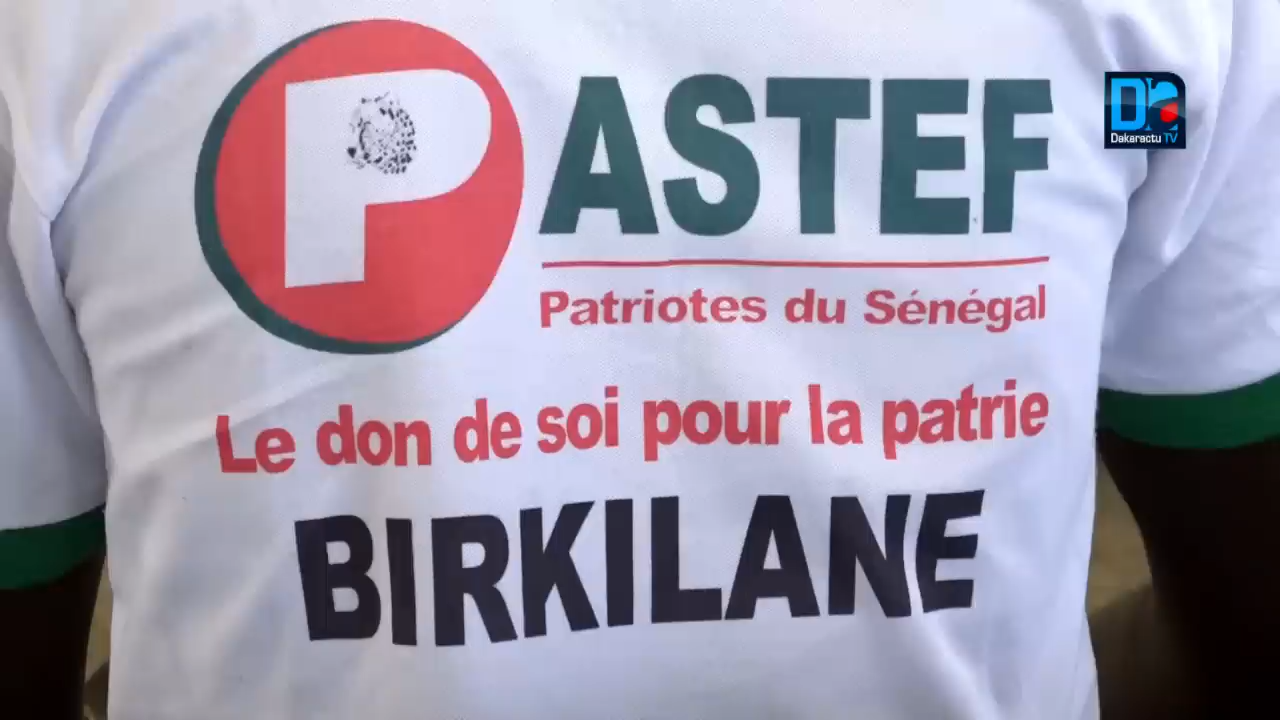 PASTEF
Patriotes du Sénégal
Le don de soi pour la patrie
BIRKILANE
Dakaractu TV